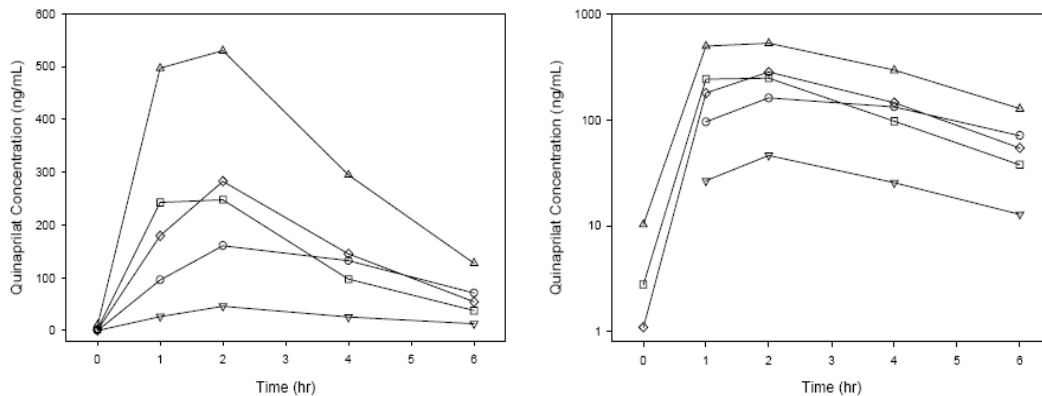 600
500
400
300
200
100
0
Quinaprilat Concentration (ng/mL)
0 1 2 3 4 5 6
Time (hr)
1000
100
10
1
Quinaprilat Concentration (ng/mL)
0 1 2 3 4 5 6
Time (hr)